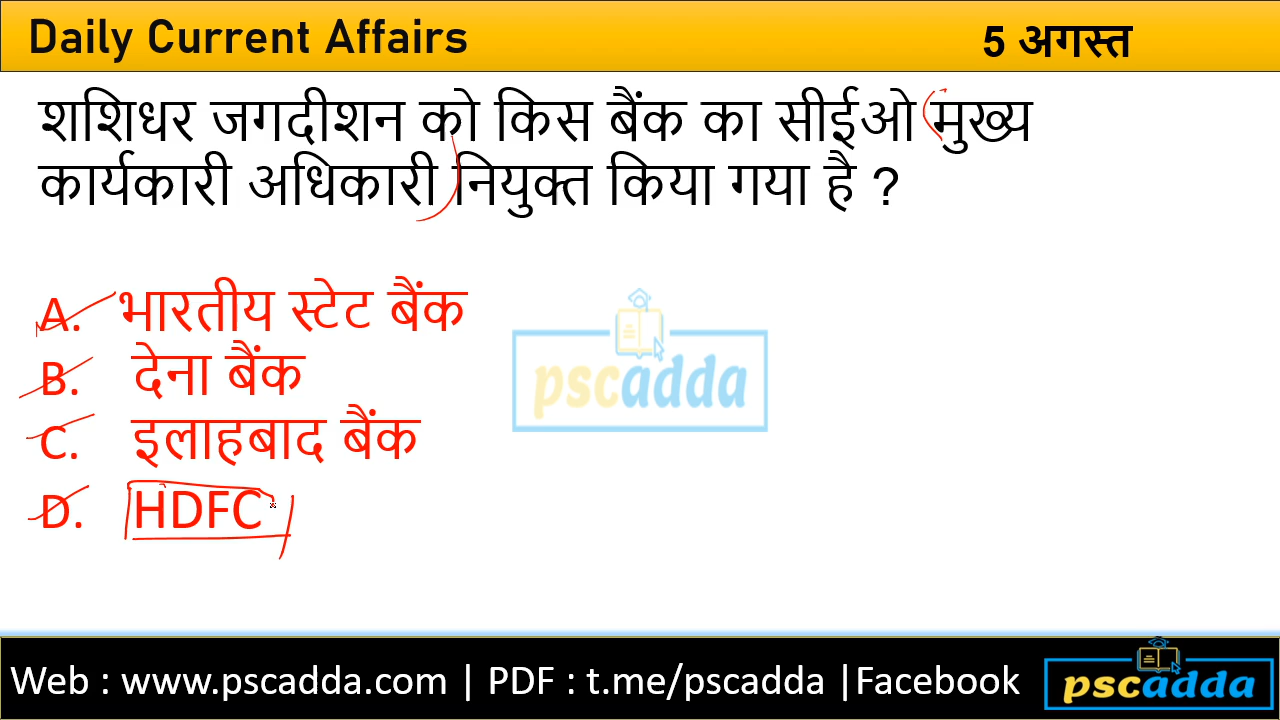 Daily Current Affairs
5 अगस्त
शशिधर जगदीशन को किस बैंक का सीईओ मुख्य
कार्यकारी अधिकारी नियुक्त किया गया है ?
A. भारतीय स्टेट बैंक
B. देना बैंक
C. इलाहबाद बैंक
D. HDFC
pscadda
Web : www.pscadda.com | PDF : t.me/pscadda |Facebook
pscadda